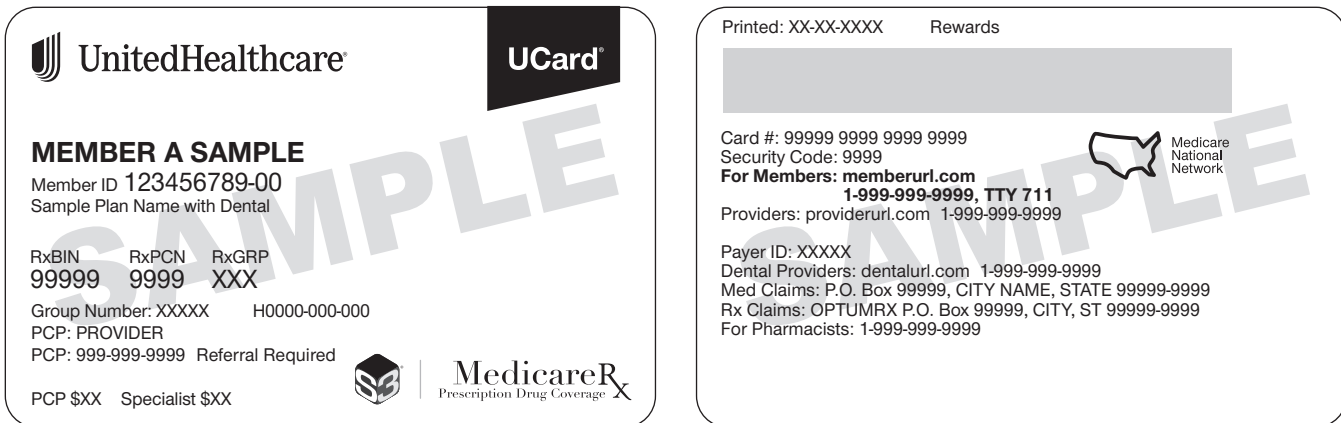 UnitedHealthcare®
UCard®
SAMPLE
MEMBER A SAMPLE
Member ID 123456789-00
Sample Plan Name with Dental
RxBIN RxPCN RxGRP
99999 9999 XXX
Group Number: XXXXX H0000-000-000
PCP: PROVIDER
PCP: 999-999-9999 Referral Required
PCP $XX Specialist $XX
S3
MedicareRx
Prescription Drug Coverage
Printed: XX-XX-XXXX Rewards
SAMPLE
Card #: 99999 9999 9999 9999
Security Code: 9999
For Members: memberurl.com
1-999-999-9999, TTY 711
Providers: providerurl.com 1-999-999-9999
Medicare
National
Network
Payer ID: XXXXX
Dental Providers: dentalurl.com 1-999-999-9999
Med Claims: P.O. Box 99999, CITY NAME, STATE 99999-9999
Rx Claims: OPTUMRX P.O. Box 99999, CITY, ST 99999-9999
For Pharmacists: 1-999-999-9999